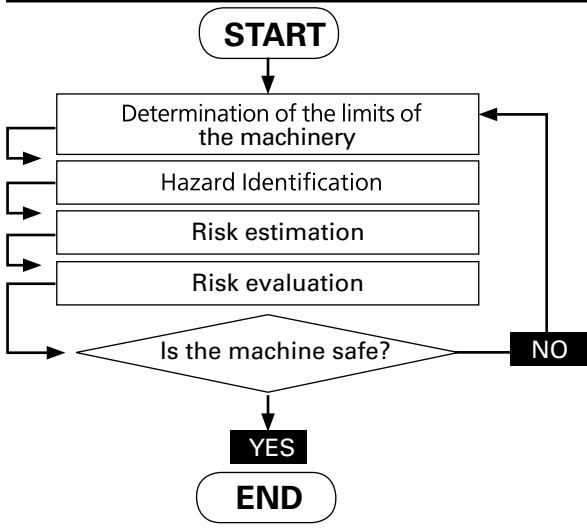 START
Determination of the limits of
the machinery
Hazard Identification
Risk estimation
Risk evaluation
Is the machine safe?
NO
YES
END